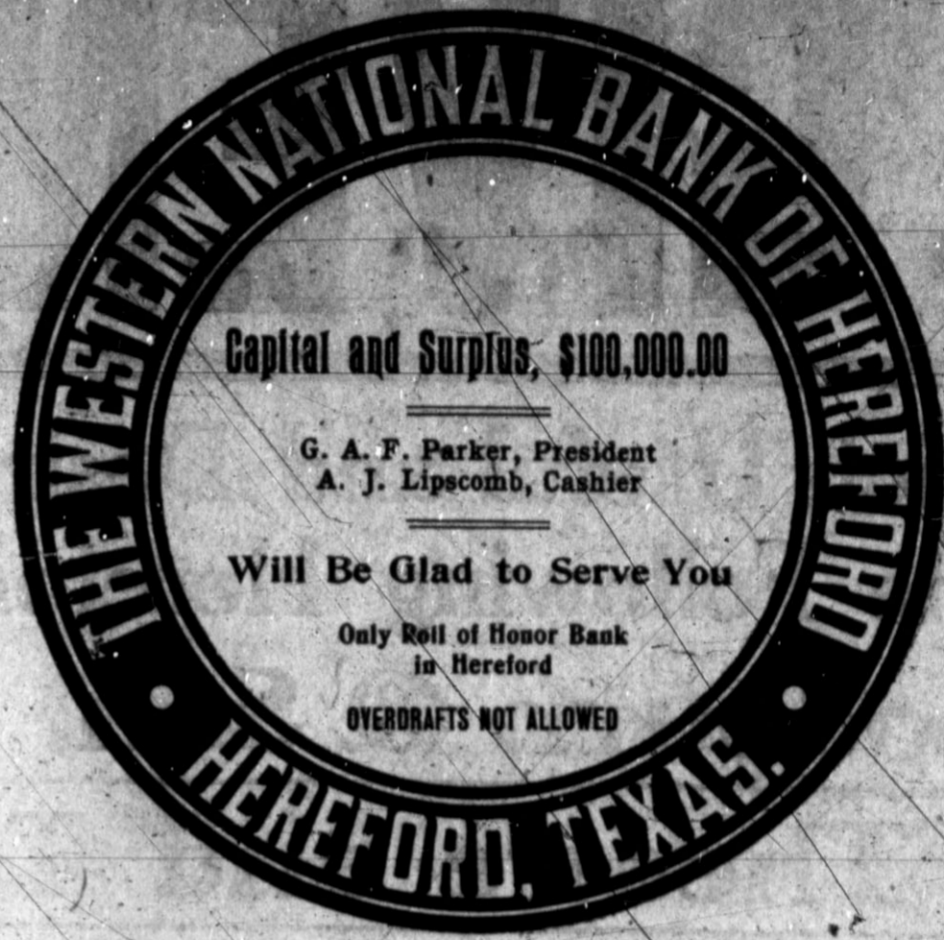 THE WESTERN NATIONAL BANK OF HEREFORD
Capital and Surplus, $100,000.00
G. A. F. Parker, President
A. J. Lipscomb, Cashier
Will Be Glad to Serve You
Only Roll of Honor Bank
in Hereford
OVERDRAFTS NOT ALLOWED
HEREFORD, TEXAS.